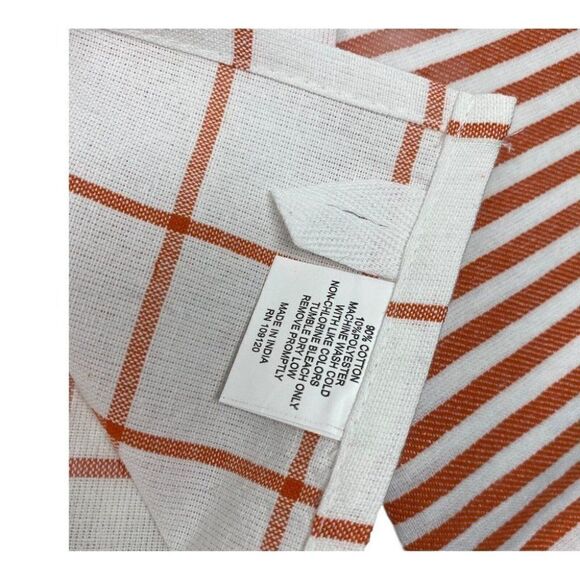 90% COTTON
10%POLYESTER
MACHINE WASH COLD
WITH LIKE COLORS
NON-CHLORINE BLEACH ONLY
TUMBLE DRY LOW
REMOVE PROMPTLY
MADE IN INDIA
RN 109120